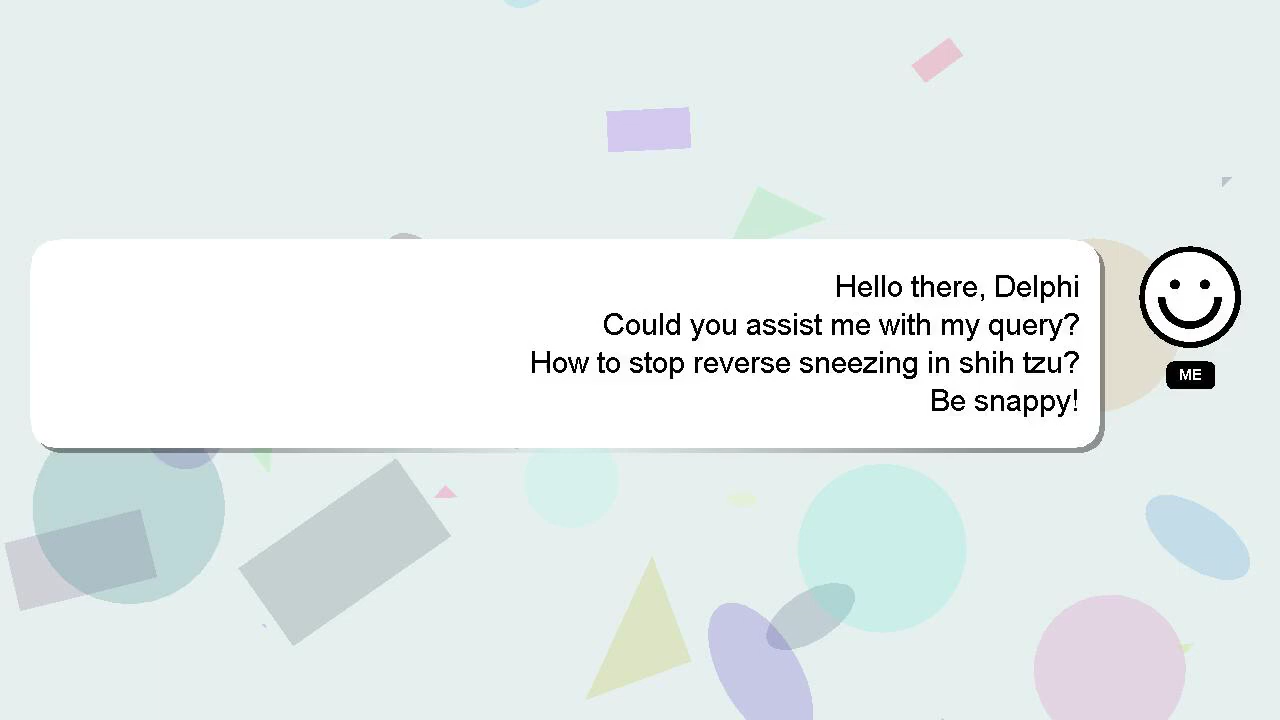 Hello there, Delphi
Could you assist me with my query?
How to stop reverse sneezing in shih tzu?
Be snappy!
ME